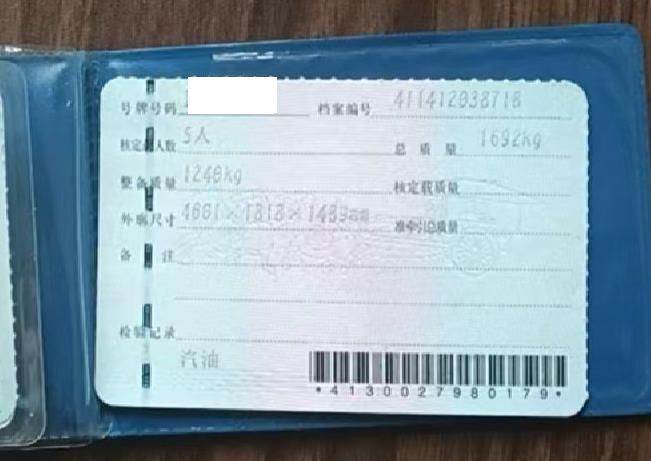 号牌号码 档案编号 411412038718
核定载人数 5人 总质量 1692kg
整备质量 1248kg 核定载质量
外廓尺寸 4661×1818×1489mm 准牵引总质量
备注
检验记录
汽油
*4130027980179*